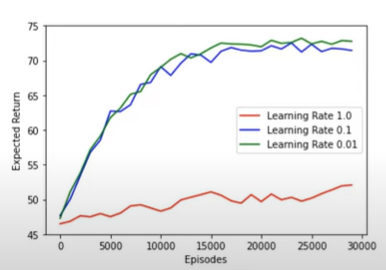 75
70
65
60
55
50
45
Expected Return
Learning Rate 1.0
Learning Rate 0.1
Learning Rate 0.01
0 5000 10000 15000 20000 25000 30000
Episodes